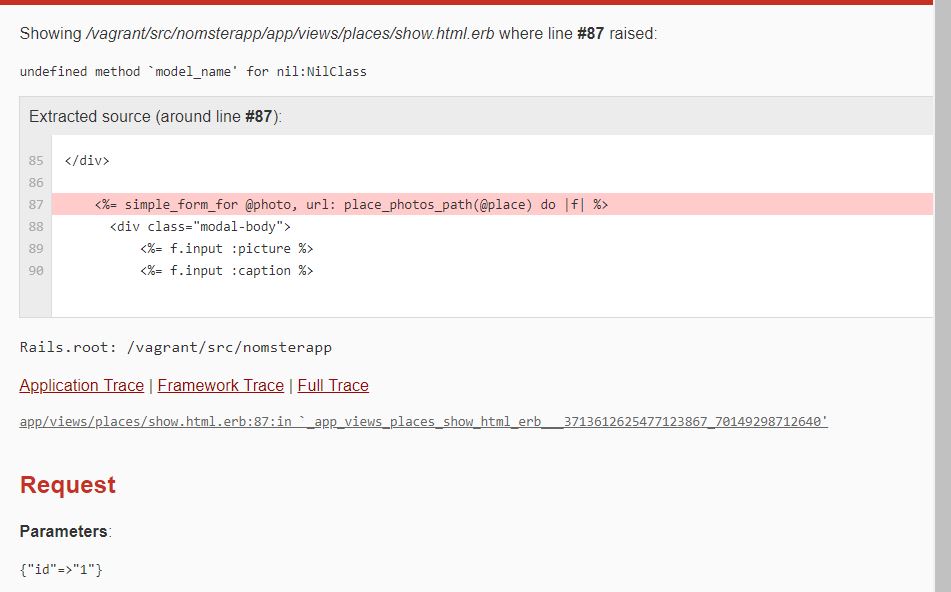 Showing /vagrant/src/nomsterapp/app/views/places/show.html.erb where line #87 raised:
undefined method `model_name' for nil:NilClass
Extracted source (around line #87):
85 </div>
86
87 <%= simple_form_for @photo, url: place_photos_path(@place) do |f| %>
88 <div class="modal-body">
89 <%= f.input :picture %>
90 <%= f.input :caption %>
Rails.root: /vagrant/src/nomsterapp
Application Trace | Framework Trace | Full Trace
app/views/places/show.html.erb:87:in `_app_views_places_show_html_erb___3713612625477123867_70149298712640'
Request
Parameters:
{"id"=>"1"}